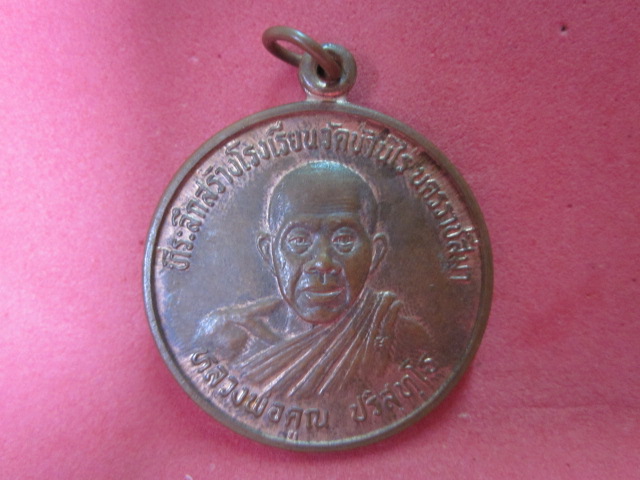 ที่ระลึกสร้างโรงเรียนวัดบ้านไร่ นครราชสีมา
หลวงพ่อคูณ ปริสุทฺโธ